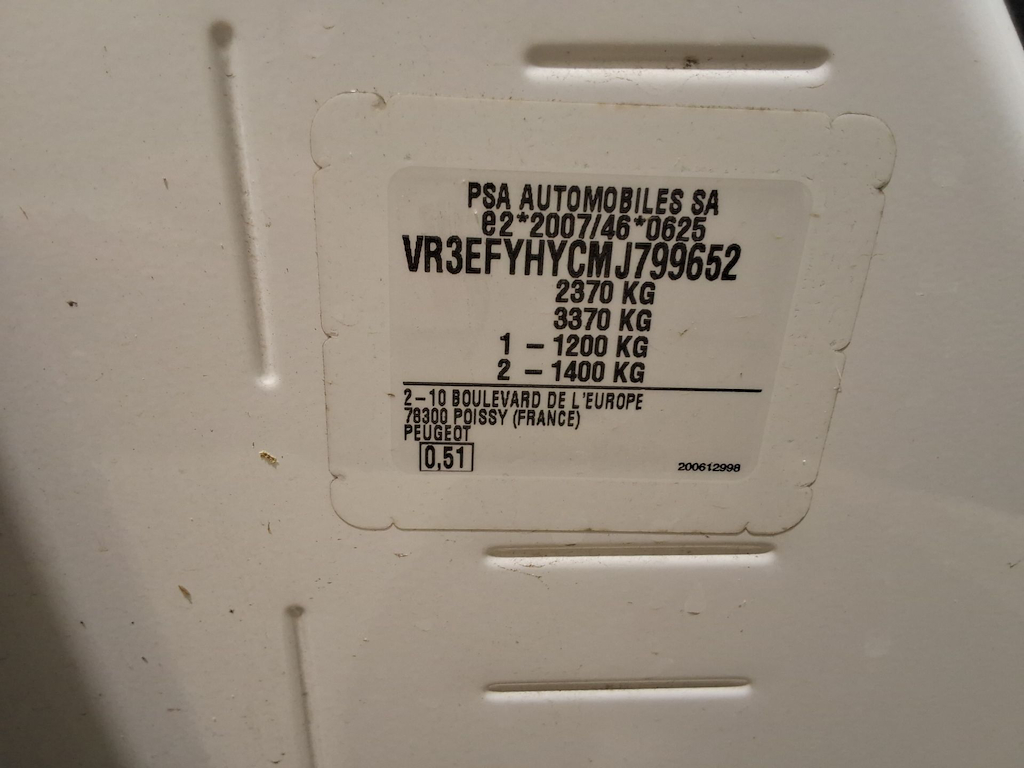 PSA AUTOMOBILES SA
e2*2007/46*0625
VR3EFYHYCMJ799652
2370 KG
3370 KG
1 – 1200 KG
2 – 1400 KG
2–10 BOULEVARD DE L'EUROPE
78300 POISSY (FRANCE)
PEUGEOT
0,51
200612998